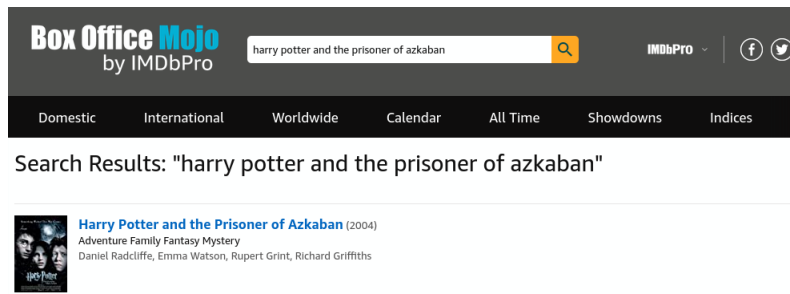 Box Office Mojo
by IMDbPro
harry potter and the prisoner of azkaban
IMDbPro
Domestic International Worldwide Calendar All Time Showdowns Indices
Search Results: "harry potter and the prisoner of azkaban"
Harry Potter and the Prisoner of Azkaban (2004)
Adventure Family Fantasy Mystery
Daniel Radcliffe, Emma Watson, Rupert Grint, Richard Griffiths
Harry Potter